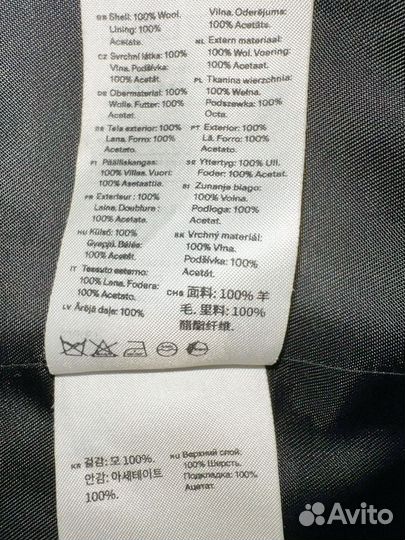 GB Shell: 100% Wool.
Lining: 100%
Acetate.
CZ Svrchní látka: 100%
Vlna. Podšívka:
100% Acetát.
DE Obermaterial: 100%
Wolle. Futter: 100%
Acetat.
ES Tela exterior: 100%
Lana. Forro: 100%
Acetato.
FI Päällikangas:
100% Villaa. Vuori:
100% Asetaattia.
FR Exterieur: 100%
Laine. Doublure:
100% Acetate.
HU Külső: 100%
Gyapjú. Bélés:
100% Acetát.
IT Tessuto esterno:
100% Lana. Fodera:
100% Acetato.
LV Ārējā daļa: 100%
Vilna. Oderējuma:
100% Acetāts.
NL Extern materiaal:
100% Wol. Voering:
100% Acetaat.
PL Tkanina wierzchnia:
100% Wełna.
Podszewka: 100%
Octa.
PT Exterior: 100%
Lã. Forro: 100%
Acetato.
SE Yttertyg: 100% Ull.
Foder: 100% Acetat.
SI Zunanje blago:
100% Volna.
Podloga: 100%
Acetat.
SK Vrchný materiál:
100% Vlna.
Podšívka: 100%
Acetát.
CHS 面料: 100% 羊
毛. 里料: 100%
醋酯纤维.
KR 겉감: 모 100%.
안감: 아세테이트
100%.
RU Верхний слой:
100% Шерсть.
Подкладка: 100%
Ацетат.
Avito